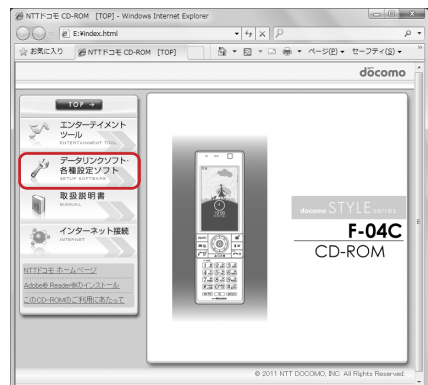 NTTドコモ CD-ROM [TOP] - Windows Internet Explorer
E:¥index.html
お気に入り NTTドコモ CD-ROM [TOP] ページ(P) セーフティ(S) »
döcomo
TOP →
エンターテイメント
ツール
ENTERTAINMENT TOOL
データリンクソフト・
各種設定ソフト
SETUP SOFTWARE
取扱説明書
MANUAL
インターネット接続
INTERNET
NTTドコモ ホームページ
Adobe® Reader®のインストール
このCD-ROMのご利用にあたって
docomo STYLE series
F-04C
CD-ROM
© 2011 NTT DOCOMO, INC. All Rights Reserved.